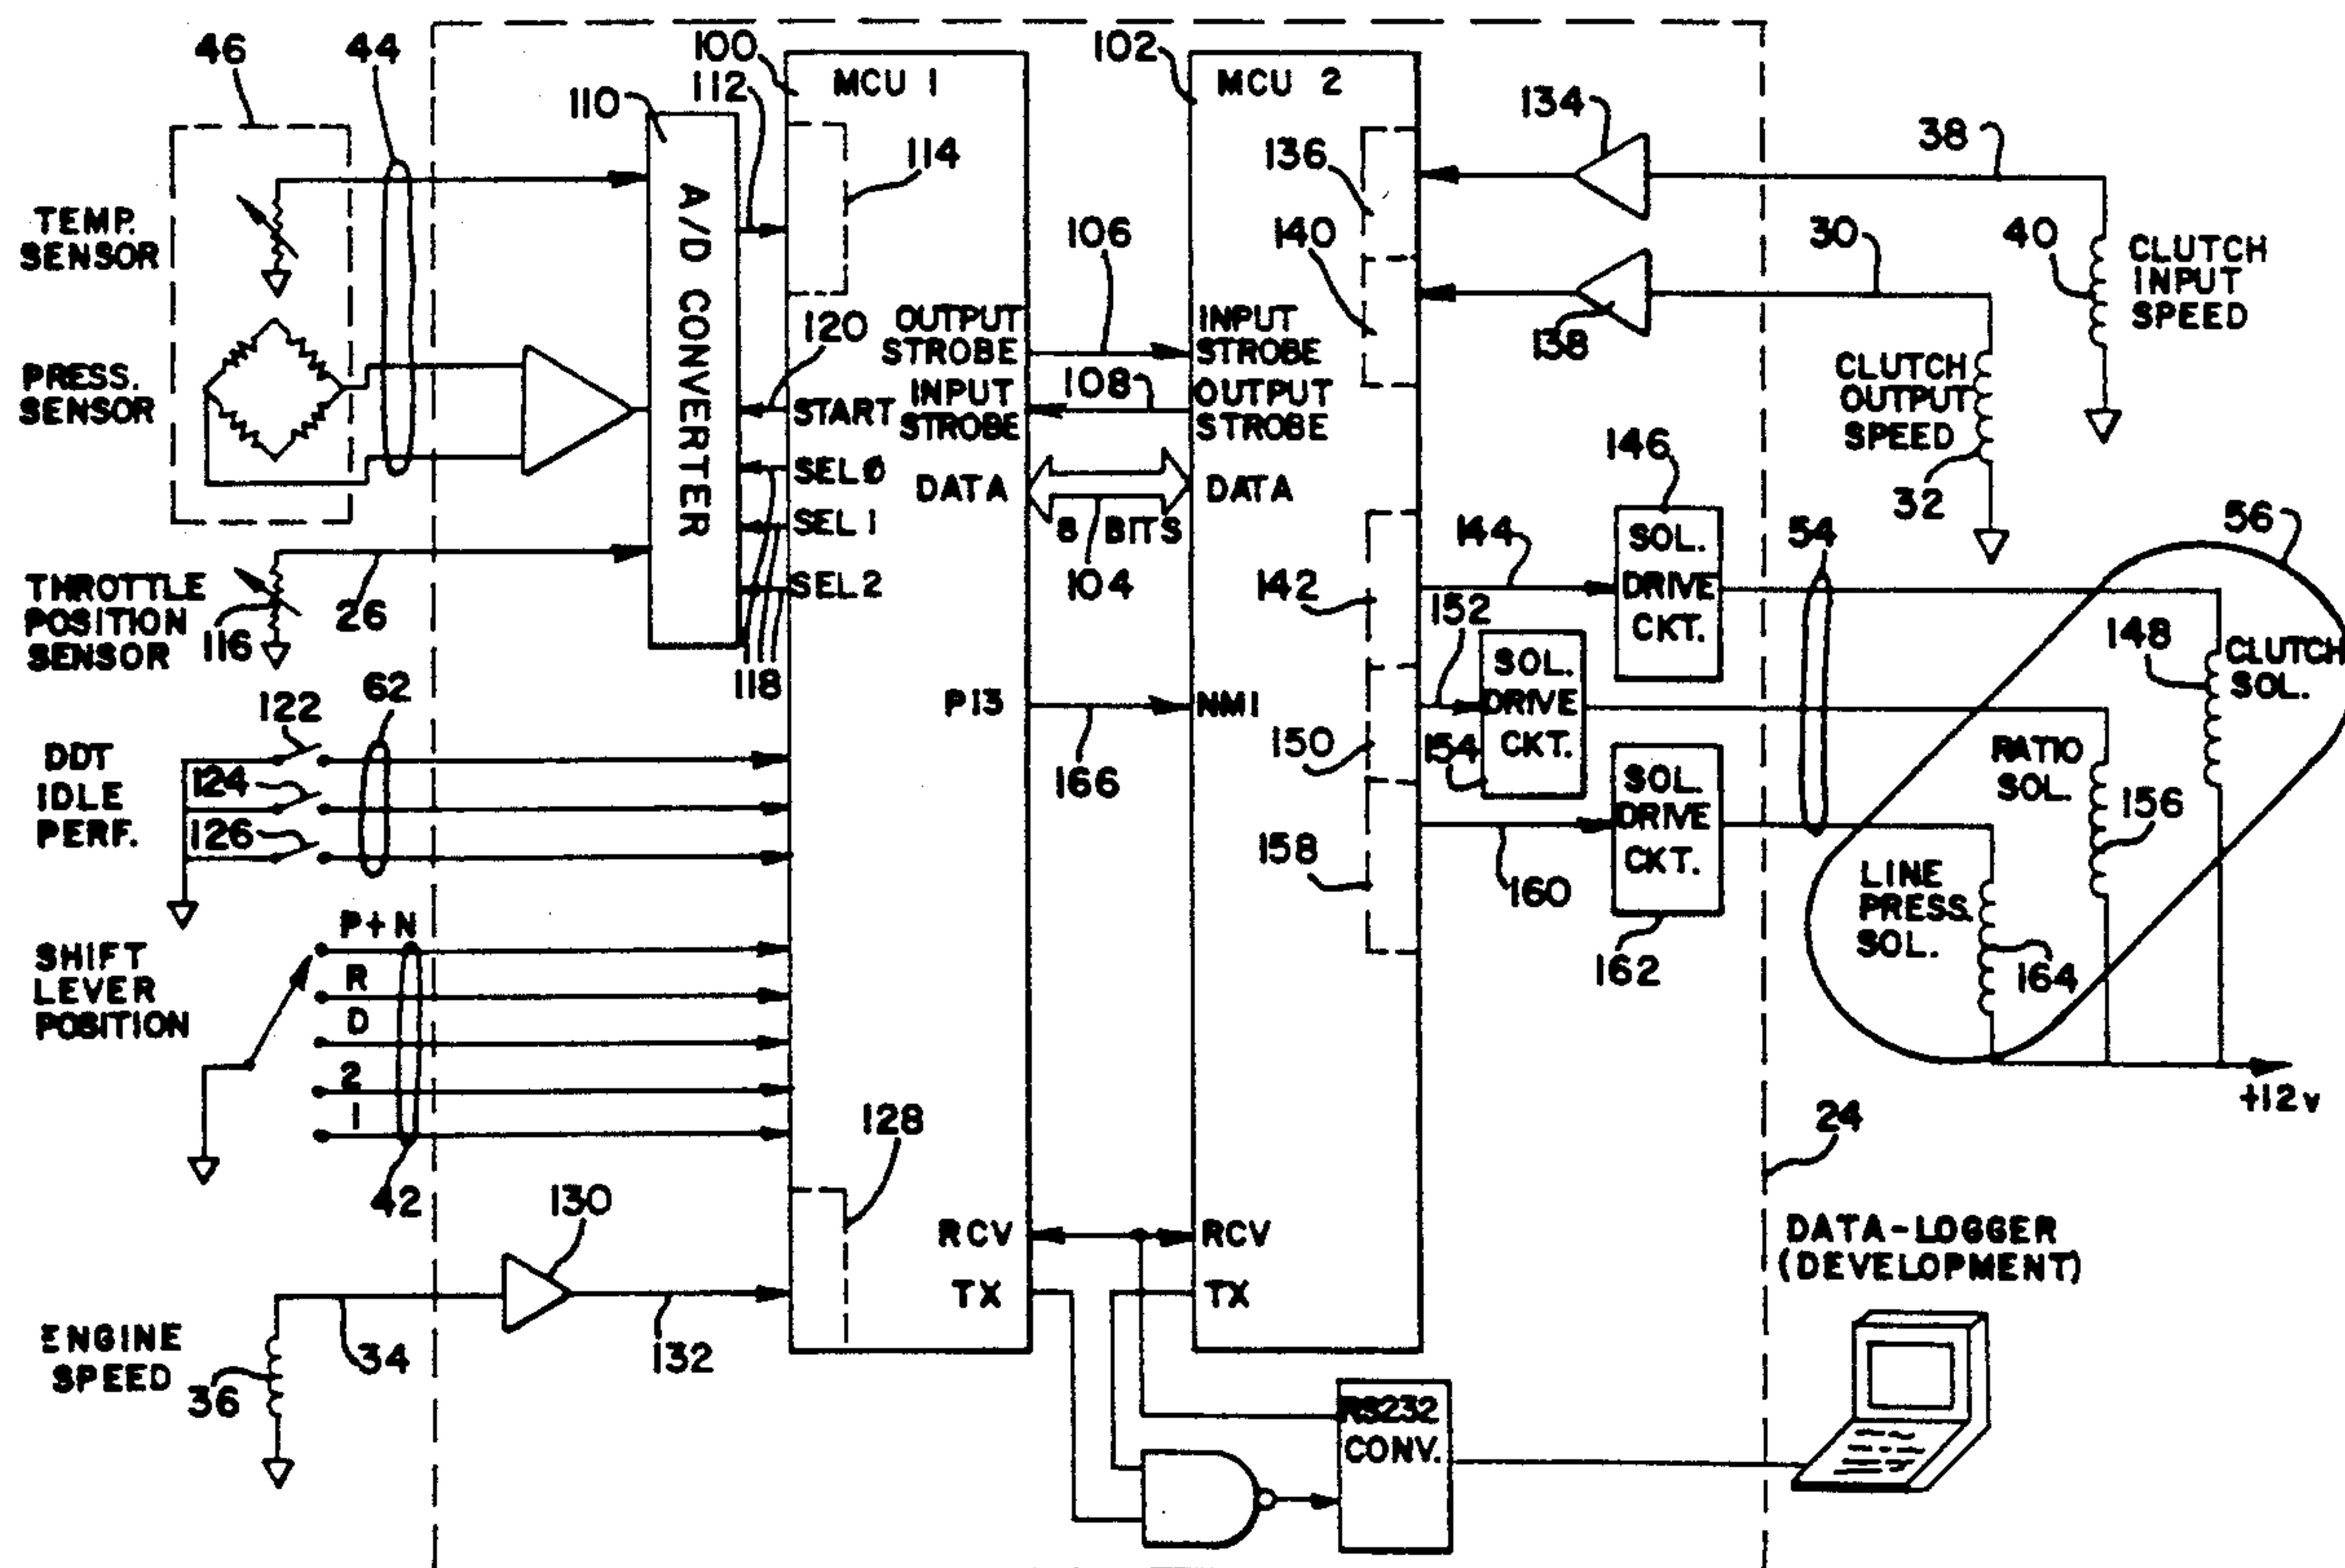 46
44
100
112
MCU 1
102
MCU 2
110
114
134
38
136
TEMP.
SENSOR
A/D CONVERTER
106
140
30
40
CLUTCH
INPUT
SPEED
120
OUTPUT
STROBE
INPUT
STROBE
138
PRESS.
SENSOR
START
INPUT
STROBE
108
OUTPUT
STROBE
CLUTCH
OUTPUT
SPEED
32
SEL0
SEL 1
SEL2
DATA
8 BITS
104
DATA
146
144
SOL.
DRIVE
CKT.
54
56
THROTTLE
POSITION
SENSOR
116
26
118
142
152
148
CLUTCH
SOL.
62
122
DDT
124
IDLE
PERF.
126
P13
166
NMI
150
154
SOL.
DRIVE
CKT.
RATIO
SOL.
156
SOL.
DRIVE
CKT.
158
160
162
LINE
PRESS.
SOL.
164
+12v
SHIFT
LEVER
POSITION
P+N
R
D
2
1
42
128
24
130
RCV
TX
RCV
TX
DATA-LOGGER
(DEVELOPMENT)
ENGINE
SPEED
36
34
132
RS232
CONV.